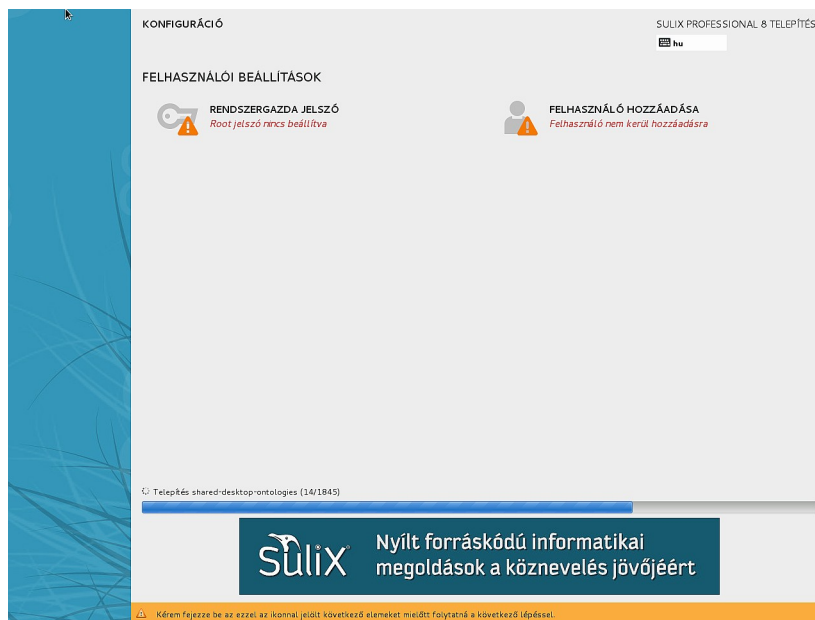 KONFIGURÁCIÓ
SULIX PROFESSIONAL 8 TELEPÍTÉS
hu
FELHASZNÁLÓI BEÁLLÍTÁSOK
RENDSZERGAZDA JELSZÓ
Root jelszó nincs beállítva
FELHASZNÁLÓ HOZZÁADÁSA
Felhasználó nem kerül hozzáadásra
Telepítés shared-desktop-ontologies (14/1845)
SuliX
Nyílt forráskódú informatikai
megoldások a köznevelés jövőjéért
Kérem fejezze be az ezzel az ikonnal jelölt következő elemeket mielőtt folytatná a következő lépéssel.